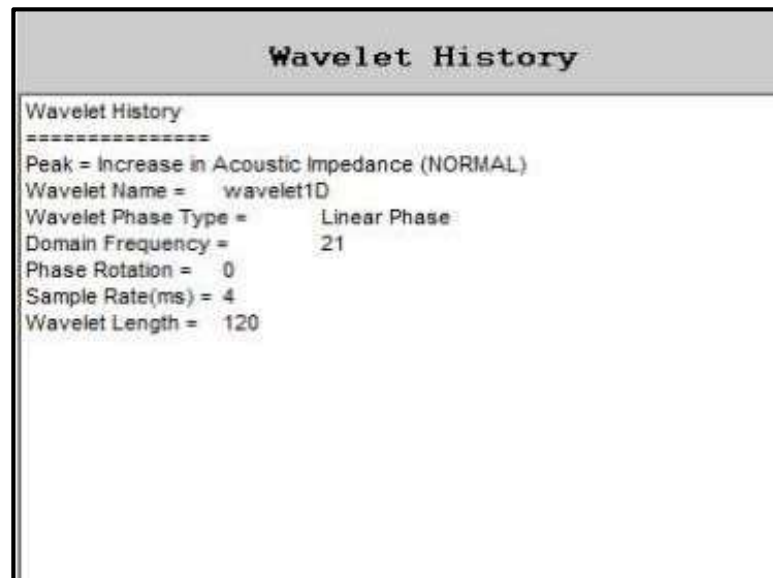 Wavelet History
Wavelet History
===============
Peak = Increase in Acoustic Impedance (NORMAL)
Wavelet Name = wavelet1D
Wavelet Phase Type = Linear Phase
Domain Frequency = 21
Phase Rotation = 0
Sample Rate(ms) = 4
Wavelet Length = 120